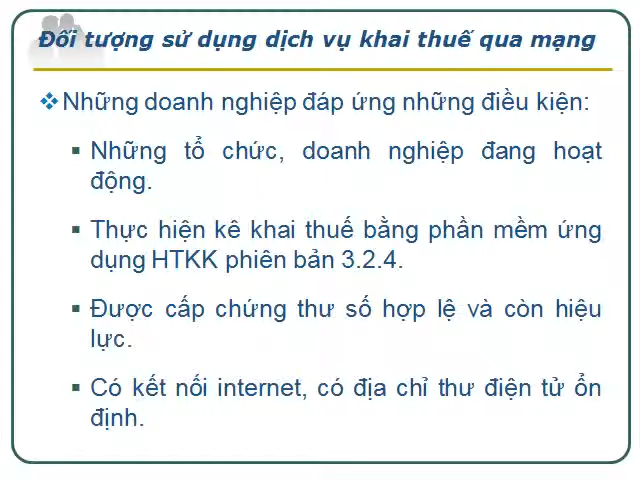 Đối tượng sử dụng dịch vụ khai thuế qua mạng
❖Những doanh nghiệp đáp ứng những điều kiện:
▪ Những tổ chức, doanh nghiệp đang hoạt
động.
▪ Thực hiện kê khai thuế bằng phần mềm ứng
dụng HTKK phiên bản 3.2.4.
▪ Được cấp chứng thư số hợp lệ và còn hiệu
lực.
▪ Có kết nối internet, có địa chỉ thư điện tử ổn
định.